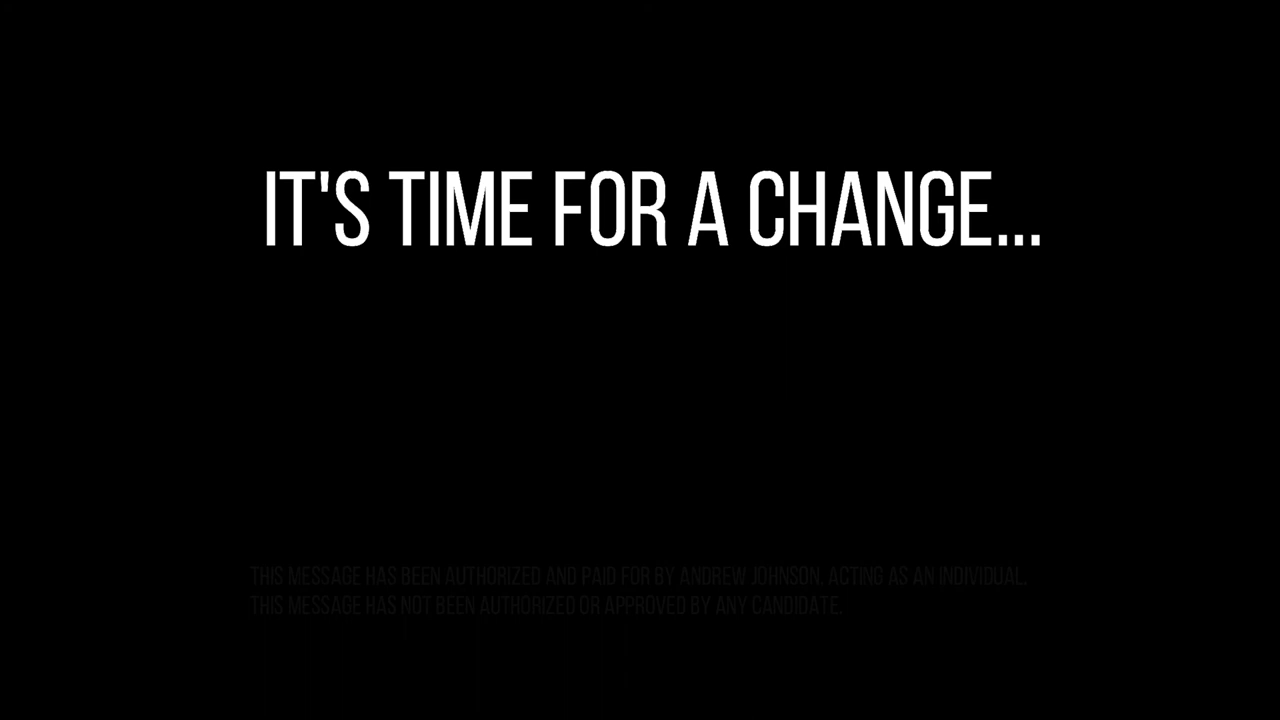 IT'S TIME FOR A CHANGE...
THIS MESSAGE HAS BEEN AUTHORIZED AND PAID FOR BY ANDREW JOHNSON, ACTING AS AN INDIVIDUAL.
THIS MESSAGE HAS NOT BEEN AUTHORIZED OR APPROVED BY ANY CANDIDATE.